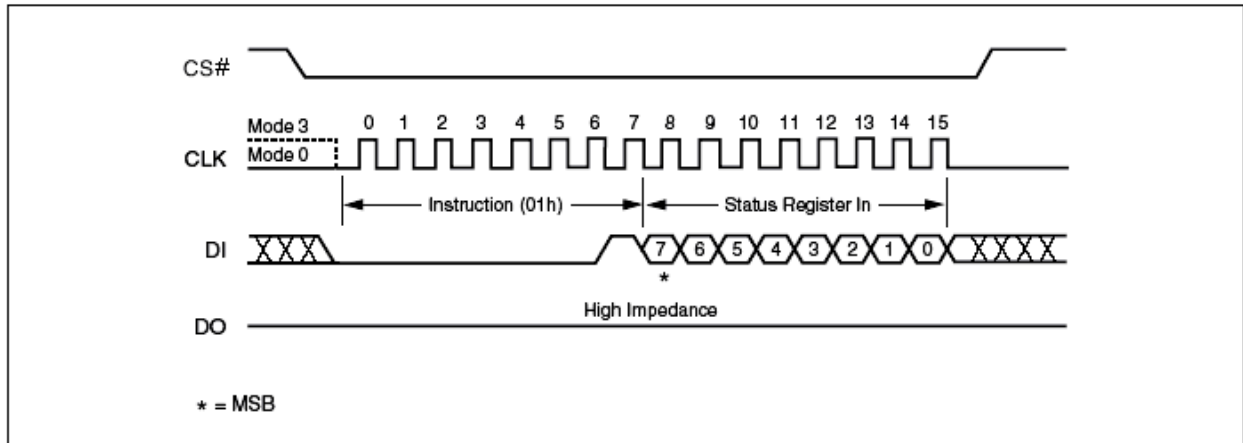 CS#
Mode 3 0 1 2 3 4 5 6 7 8 9 10 11 12 13 14 15
CLK Mode 0
Instruction (01h) Status Register In
DI 7 6 5 4 3 2 1 0
*
High Impedance
DO
* = MSB